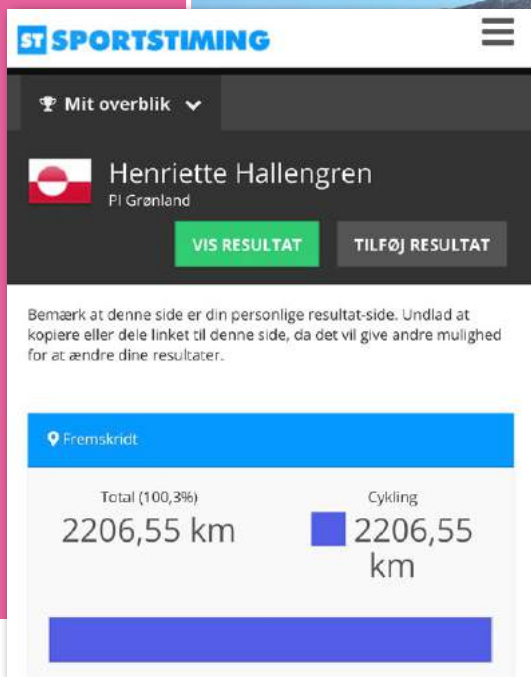 ST SPORTSTIMING
Mit overblik
Henriette Hallengren
PI Grønland
VIS RESULTAT
TILFØJ RESULTAT
Bemærk at denne side er din personlige resultat-side. Undlad at
kopiere eller dele linket til denne side, da det vil give andre mulighed
for at ændre dine resultater.
Fremskridt
Total (100,3%)
2206,55 km
Cykling
2206,55
km